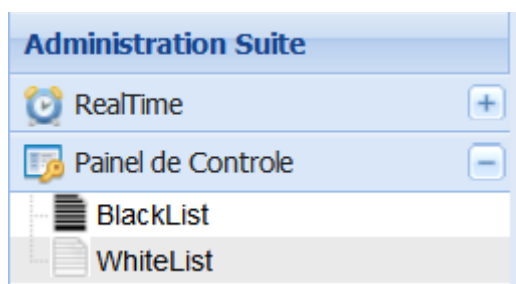 Administration Suite
RealTime
Painel de Controle
BlackList
WhiteList